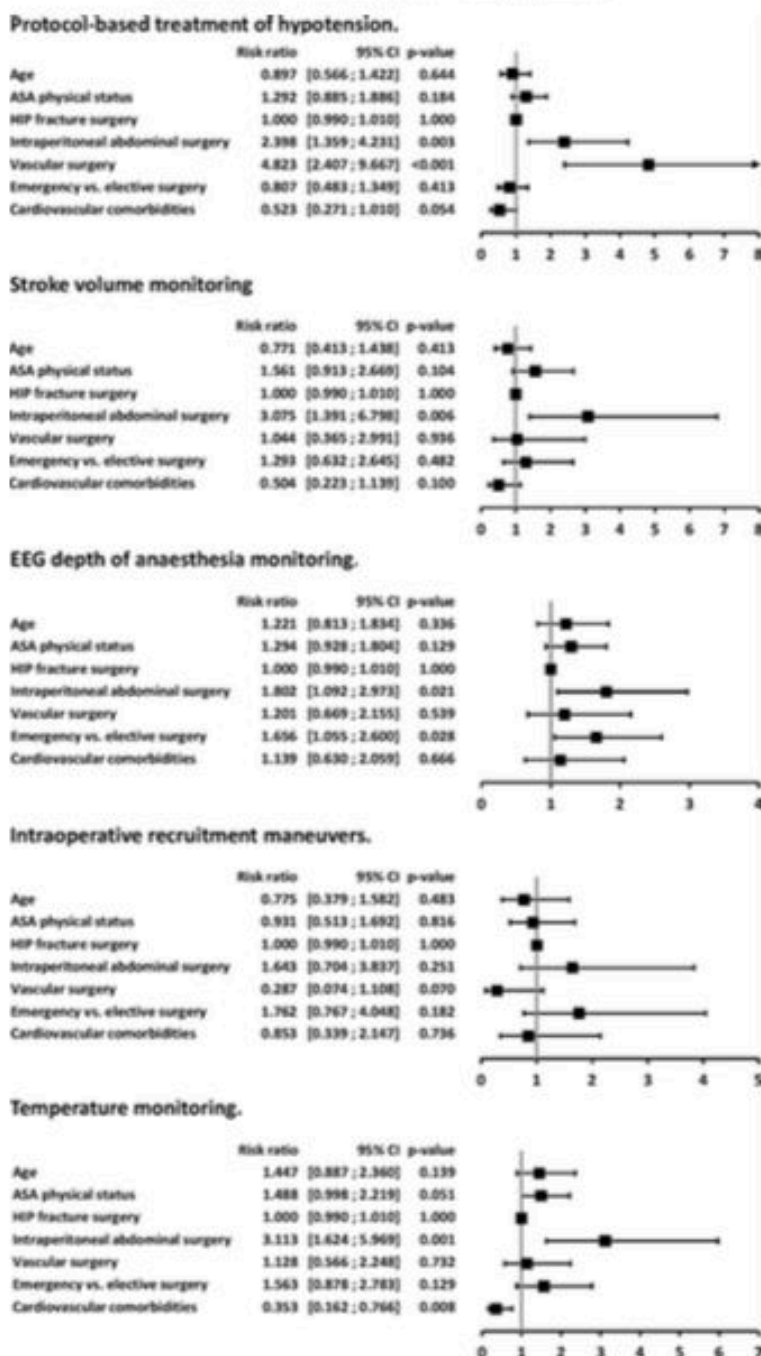 Protocol-based treatment of hypotension.
Risk ratio 95% CI p-value
Age 0.897 [0.566 ; 1.422] 0.644
ASA physical status 1.292 [0.885 ; 1.886] 0.184
HIP fracture surgery 1.000 [0.990 ; 1.010] 1.000
Intraperitoneal abdominal surgery 2.398 [1.359 ; 4.231] 0.003
Vascular surgery 4.823 [2.407 ; 9.667] <0.001
Emergency vs. elective surgery 0.807 [0.483 ; 1.349] 0.413
Cardiovascular comorbidities 0.523 [0.271 ; 1.010] 0.054
0 1 2 3 4 5 6 7 8
Stroke volume monitoring
Risk ratio 95% CI p-value
Age 0.771 [0.413 ; 1.438] 0.413
ASA physical status 1.561 [0.913 ; 2.669] 0.104
HIP fracture surgery 1.000 [0.990 ; 1.010] 1.000
Intraperitoneal abdominal surgery 3.075 [1.391 ; 6.798] 0.006
Vascular surgery 1.044 [0.365 ; 2.991] 0.936
Emergency vs. elective surgery 1.293 [0.632 ; 2.645] 0.482
Cardiovascular comorbidities 0.504 [0.223 ; 1.139] 0.100
0 1 2 3 4 5 6 7 8
EEG depth of anaesthesia monitoring.
Risk ratio 95% CI p-value
Age 1.221 [0.813 ; 1.834] 0.336
ASA physical status 1.294 [0.928 ; 1.804] 0.129
HIP fracture surgery 1.000 [0.990 ; 1.010] 1.000
Intraperitoneal abdominal surgery 1.802 [1.092 ; 2.973] 0.021
Vascular surgery 1.201 [0.669 ; 2.155] 0.539
Emergency vs. elective surgery 1.656 [1.055 ; 2.600] 0.028
Cardiovascular comorbidities 1.139 [0.630 ; 2.059] 0.666
0 1 2 3 4
Intraoperative recruitment maneuvers.
Risk ratio 95% CI p-value
Age 0.775 [0.379 ; 1.582] 0.483
ASA physical status 0.931 [0.513 ; 1.692] 0.816
HIP fracture surgery 1.000 [0.990 ; 1.010] 1.000
Intraperitoneal abdominal surgery 1.643 [0.704 ; 3.837] 0.251
Vascular surgery 0.287 [0.074 ; 1.108] 0.070
Emergency vs. elective surgery 1.762 [0.767 ; 4.048] 0.182
Cardiovascular comorbidities 0.853 [0.339 ; 2.147] 0.736
0 1 2 3 4 5
Temperature monitoring.
Risk ratio 95% CI p-value
Age 1.447 [0.887 ; 2.360] 0.139
ASA physical status 1.488 [0.998 ; 2.219] 0.051
HIP fracture surgery 1.000 [0.990 ; 1.010] 1.000
Intraperitoneal abdominal surgery 3.113 [1.624 ; 5.969] 0.001
Vascular surgery 1.128 [0.566 ; 2.248] 0.732
Emergency vs. elective surgery 1.563 [0.878 ; 2.783] 0.129
Cardiovascular comorbidities 0.353 [0.162 ; 0.766] 0.008
0 1 2 3 4 5 6 7